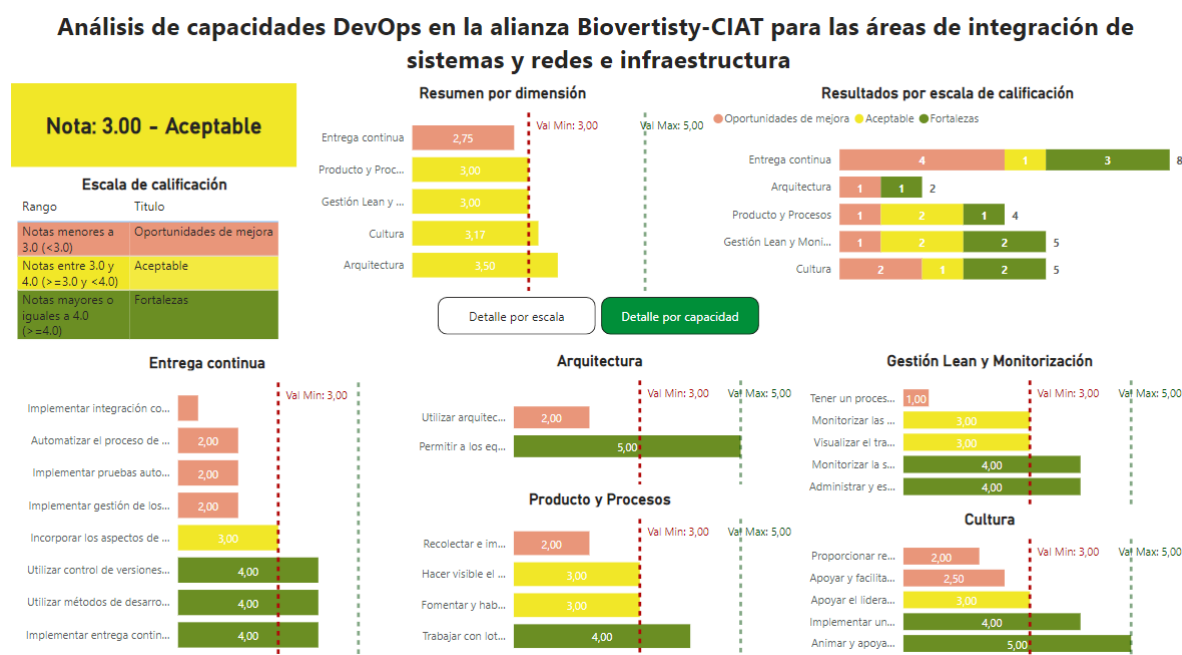 Análisis de capacidades DevOps en la alianza Biovertisty-CIAT para las áreas de integración de
sistemas y redes e infraestructura
Nota: 3.00 - Aceptable
Escala de calificación
Rango Titulo
Notas menores a
3.0 (<3.0)
Oportunidades de mejora
Notas entre 3.0 y
4.0 (>=3.0 y <4.0)
Aceptable
Notas mayores o
iguales a 4.0
(>=4.0)
Fortalezas
Resumen por dimensión
Val Min: 3,00 Val Max: 5,00
Entrega continua 2,75
Producto y Proc... 3,00
Gestión Lean y ... 3,00
Cultura 3,17
Arquitectura 3,50
Resultados por escala de calificación
Oportunidades de mejora Aceptable Fortalezas
Entrega continua 4 1 3 8
Arquitectura 1 1 2
Producto y Procesos 1 2 1 4
Gestión Lean y Moni... 1 2 2 5
Cultura 2 1 2 5
Detalle por escala
Detalle por capacidad
Entrega continua
Val Min: 3,00
Implementar integración co...
Automatizar el proceso de ... 2,00
Implementar pruebas auto... 2,00
Implementar gestión de los... 2,00
Incorporar los aspectos de ... 3,00
Utilizar control de versiones... 4,00
Utilizar métodos de desarro... 4,00
Implementar entrega contin... 4,00
Arquitectura
Val Min: 3,00 Val Max: 5,00
Utilizar arquitec... 2,00
Permitir a los eq... 5,00
Producto y Procesos
Val Min: 3,00 Val Max: 5,00
Recolectar e im... 2,00
Hacer visible el ... 3,00
Fomentar y hab... 3,00
Trabajar con lot... 4,00
Gestión Lean y Monitorización
Val Min: 3,00 Val Max: 5,00
Tener un proces... 1,00
Monitorizar las ... 3,00
Visualizar el tra... 3,00
Monitorizar la s... 4,00
Administrar y es... 4,00
Cultura
Val Min: 3,00 Val Max: 5,00
Proporcionar re... 2,00
Apoyar y facilita... 2,50
Apoyar el lidera... 3,00
Implementar un... 4,00
Animar y apoya... 5,00